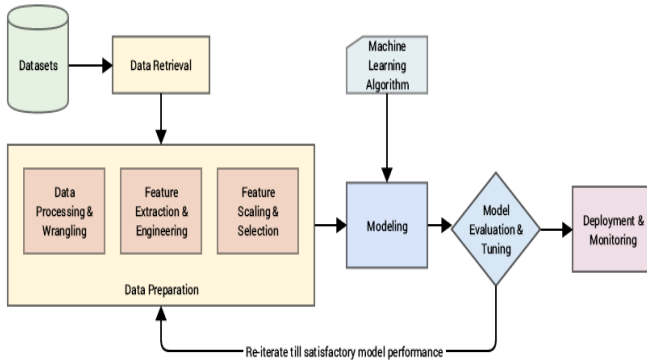 Datasets
Data Retrieval
Machine
Learning
Algorithm
Data
Processing &
Wrangling
Feature
Extraction &
Engineering
Feature
Scaling &
Selection
Data Preparation
Modeling
Model
Evaluation &
Tuning
Deployment &
Monitoring
Re-iterate till satisfactory model performance